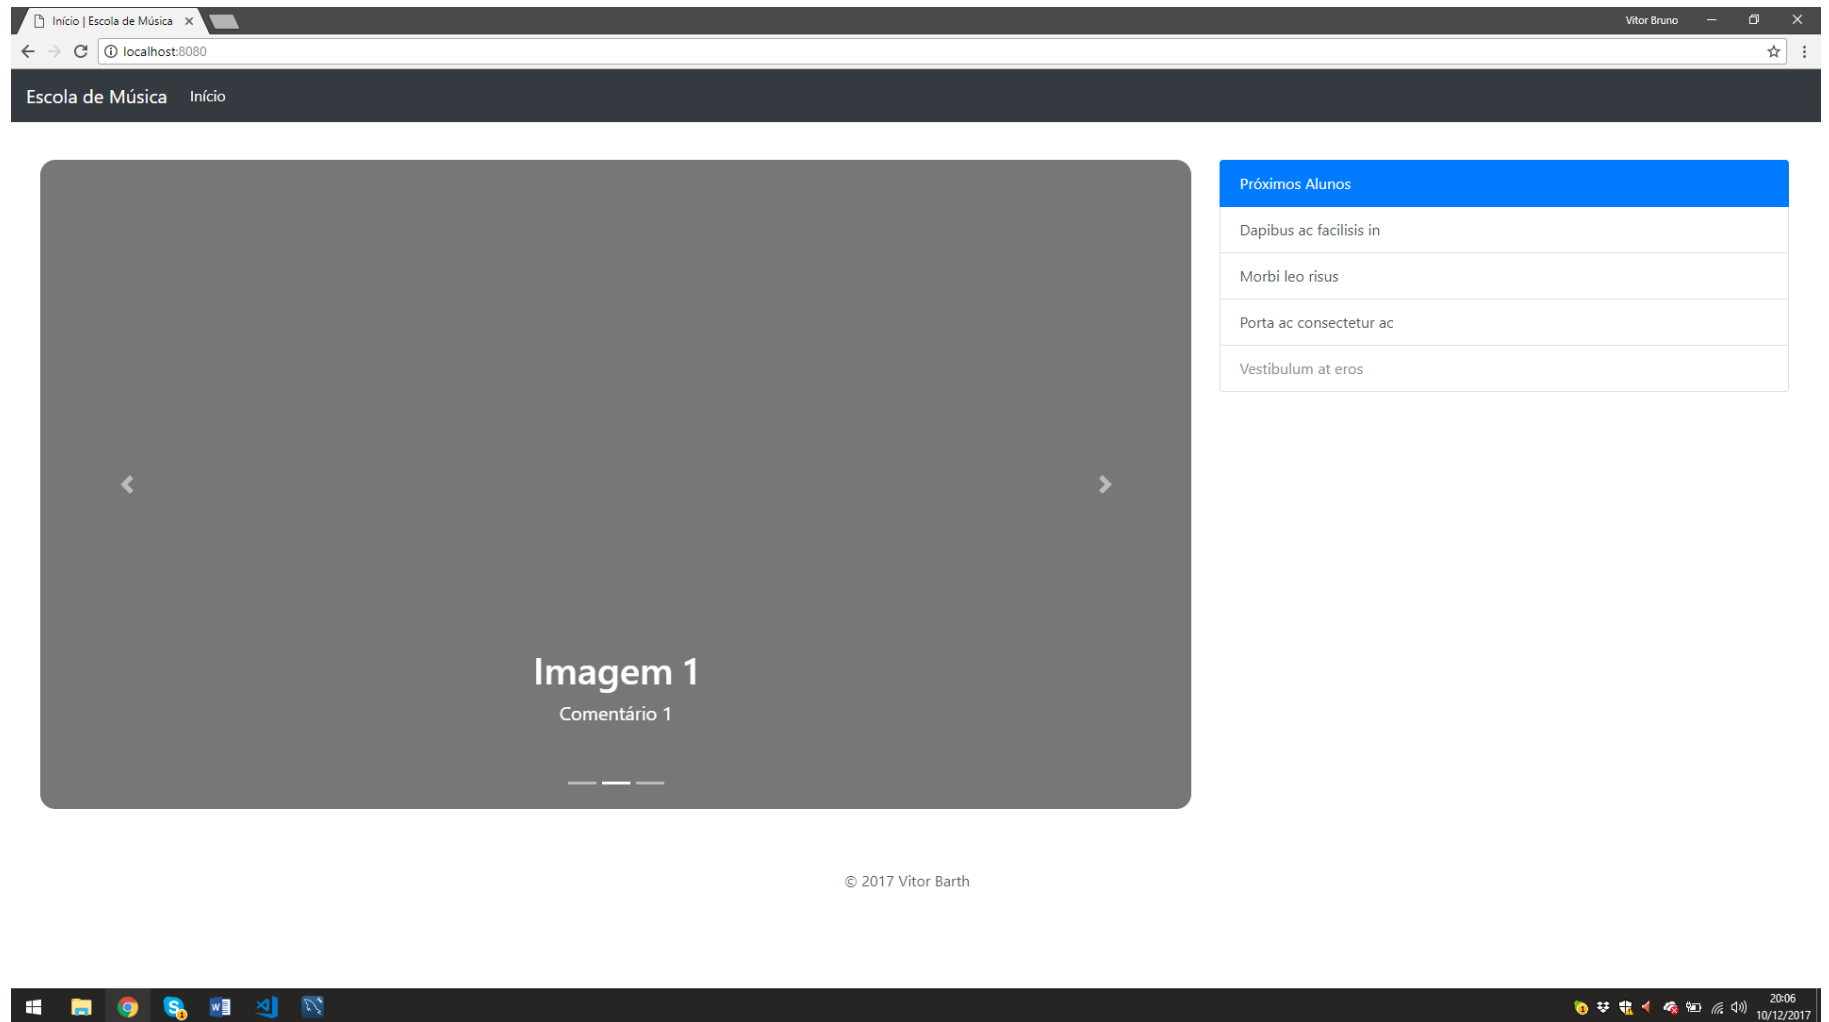 Início | Escola de Música
Vitor Bruno
localhost:8080
Escola de Música Início
Próximos Alunos
Dapibus ac facilisis in
Morbi leo risus
Porta ac consectetur ac
Vestibulum at eros
Imagem 1
Comentário 1
© 2017 Vitor Barth
20:06
10/12/2017